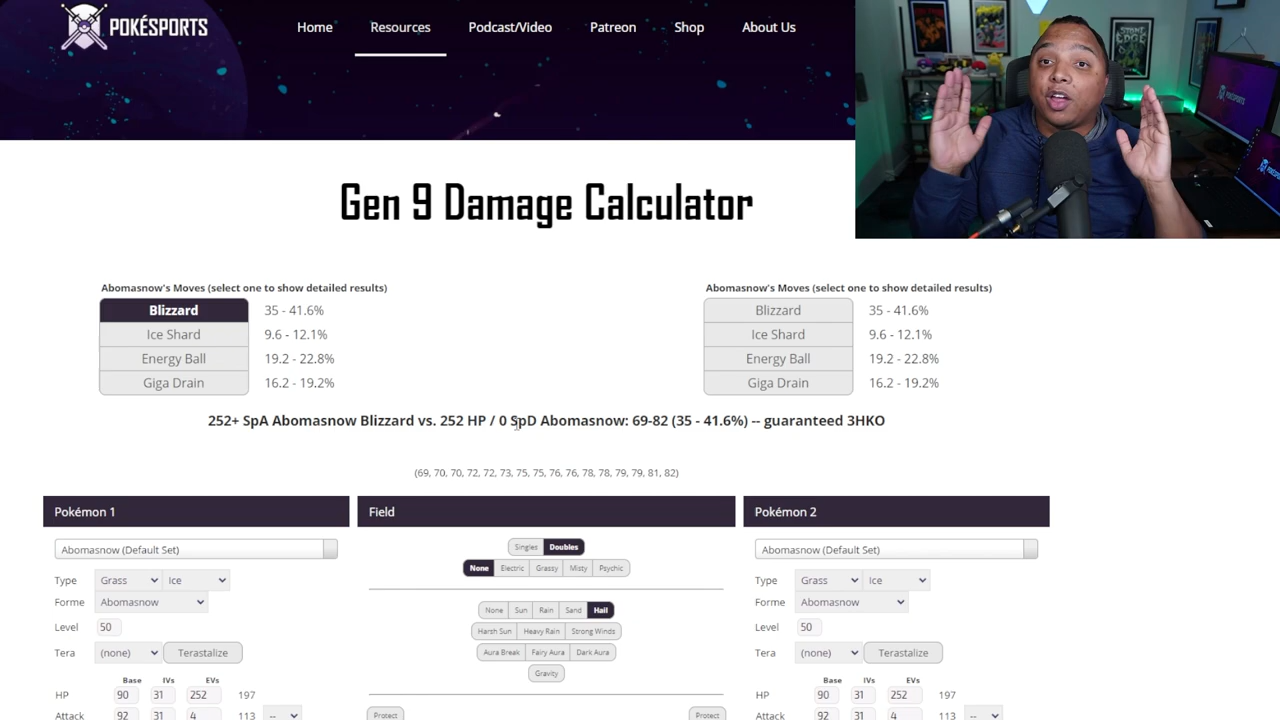 POKÉSPORTS
Home Resources Podcast/Video Patreon Shop About Us
STONE
EDGE
POKÉSPORTS
Gen 9 Damage Calculator
Abomasnow's Moves (select one to show detailed results)
Blizzard 35 - 41.6%
Ice Shard 9.6 - 12.1%
Energy Ball 19.2 - 22.8%
Giga Drain 16.2 - 19.2%
Abomasnow's Moves (select one to show detailed results)
Blizzard 35 - 41.6%
Ice Shard 9.6 - 12.1%
Energy Ball 19.2 - 22.8%
Giga Drain 16.2 - 19.2%
252+ SpA Abomasnow Blizzard vs. 252 HP / 0 SpD Abomasnow: 69-82 (35 - 41.6%) -- guaranteed 3HKO
(69, 70, 70, 72, 72, 73, 75, 75, 76, 76, 78, 78, 79, 79, 81, 82)
Pokémon 1
Abomasnow (Default Set)
Type Grass Ice
Forme Abomasnow
Level 50
Tera (none) Terastalize
Base IVs EVs
HP 90 31 252 197
Attack 92 31 4 113 --
Field
Singles Doubles
None Electric Grassy Misty Psychic
None Sun Rain Sand Hail
Harsh Sun Heavy Rain Strong Winds
Aura Break Fairy Aura Dark Aura
Gravity
Protect Protect
Pokémon 2
Abomasnow (Default Set)
Type Grass Ice
Forme Abomasnow
Level 50
Tera (none) Terastalize
Base IVs EVs
HP 90 31 252 197
Attack 92 31 4 113 --